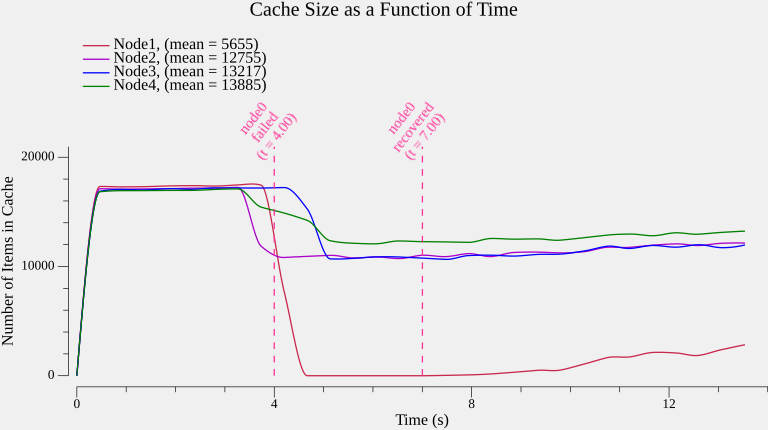 Cache Size as a Function of Time
Node1, (mean = 5655)
Node2, (mean = 12755)
Node3, (mean = 13217)
Node4, (mean = 13885)
node0
failed
(t = 4.00)
node0
recovered
(t = 7.00)
Number of Items in Cache
20000
10000
0
0 4 8 12
Time (s)